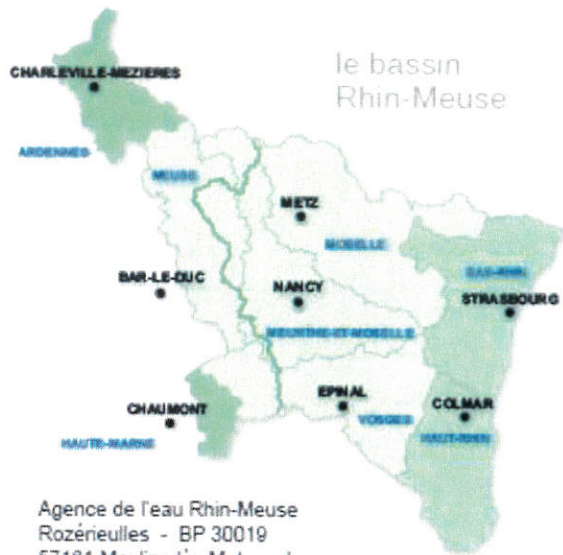 le bassin
Rhin-Meuse
CHARLEVILLE-MEZIERES
ARDENNES
MEUSE
METZ
MOSELLE
BAS-RHIN
BAR-LE-DUC
NANCY
STRASBOURG
MEURTHE-ET-MOSELLE
EPINAL
CHAUMONT
COLMAR
VOSGES
HAUTE-MARNE
HAUT-RHIN
Agence de l'eau Rhin-Meuse
Rozérieulles - BP 30019